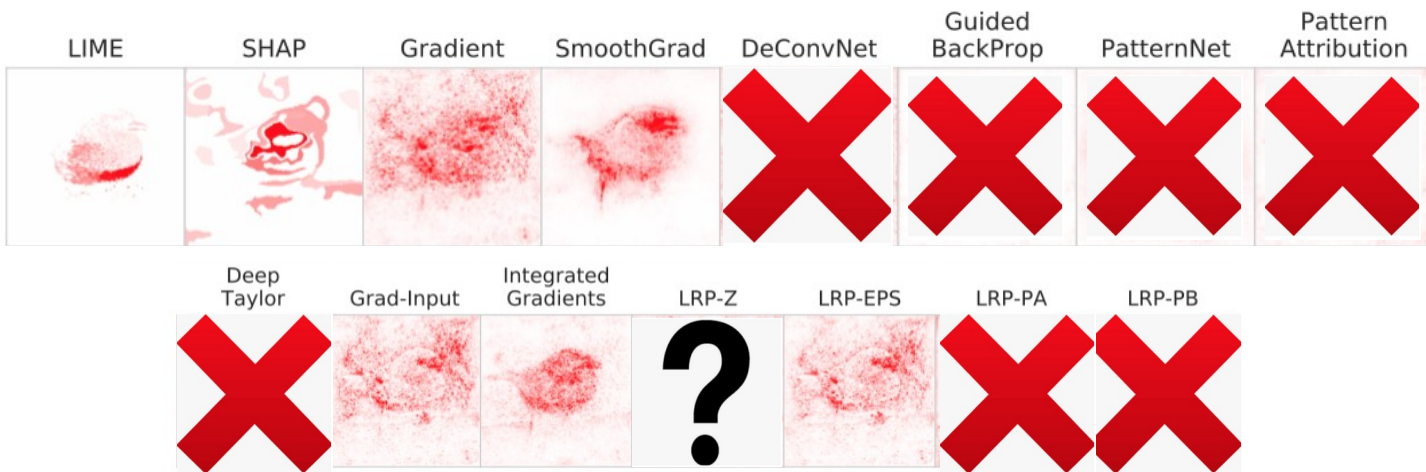 LIME
SHAP
Gradient
SmoothGrad
DeConvNet
Guided
BackProp
PatternNet
Pattern
Attribution
Deep
Taylor
Grad-Input
Integrated
Gradients
LRP-Z
LRP-EPS
LRP-PA
LRP-PB
?